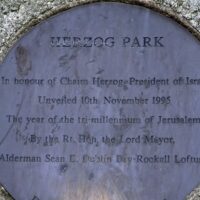 HERZOG PARK
In honour of Chaim Herzog-President of Isra
Unveiled 10th November 1995
The year of the tri-millennium of Jerusalem
By the Rt. Hon. the Lord Mayor,
Alderman Sean E. Dublin Bay-Rockall Loftus